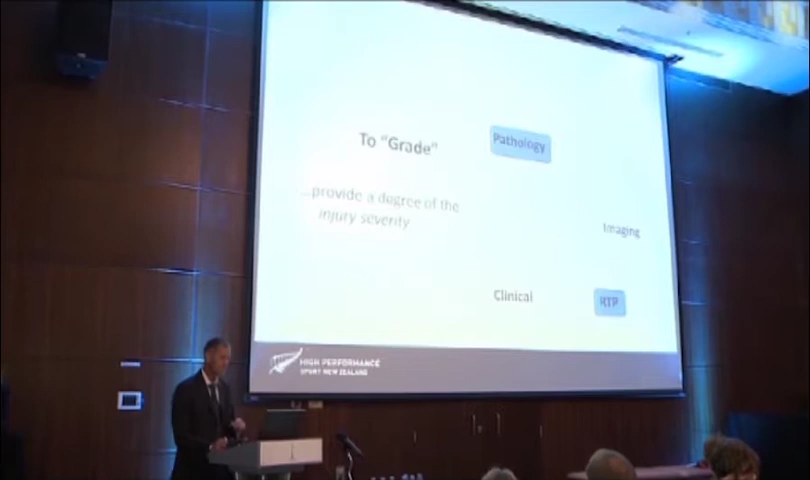 To "Grade"
Pathology
...provide a degree of the
injury severity
Imaging
Clinical
RTP
HIGH PERFORMANCE
SPORT NEW ZEALAND